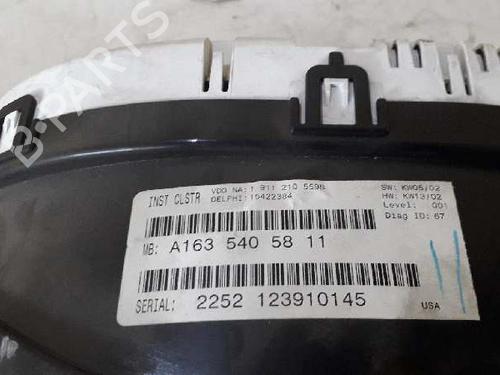 B-PARTS
INST CLSTR
VDO NA: 1 911 210 559B
DELPHI: 15422384
SW: KW05/02
HW: KW13/02
Level: 001
Diag ID: 67
MB: A163 540 58 11
SERIAL: 2252 123910145
USA